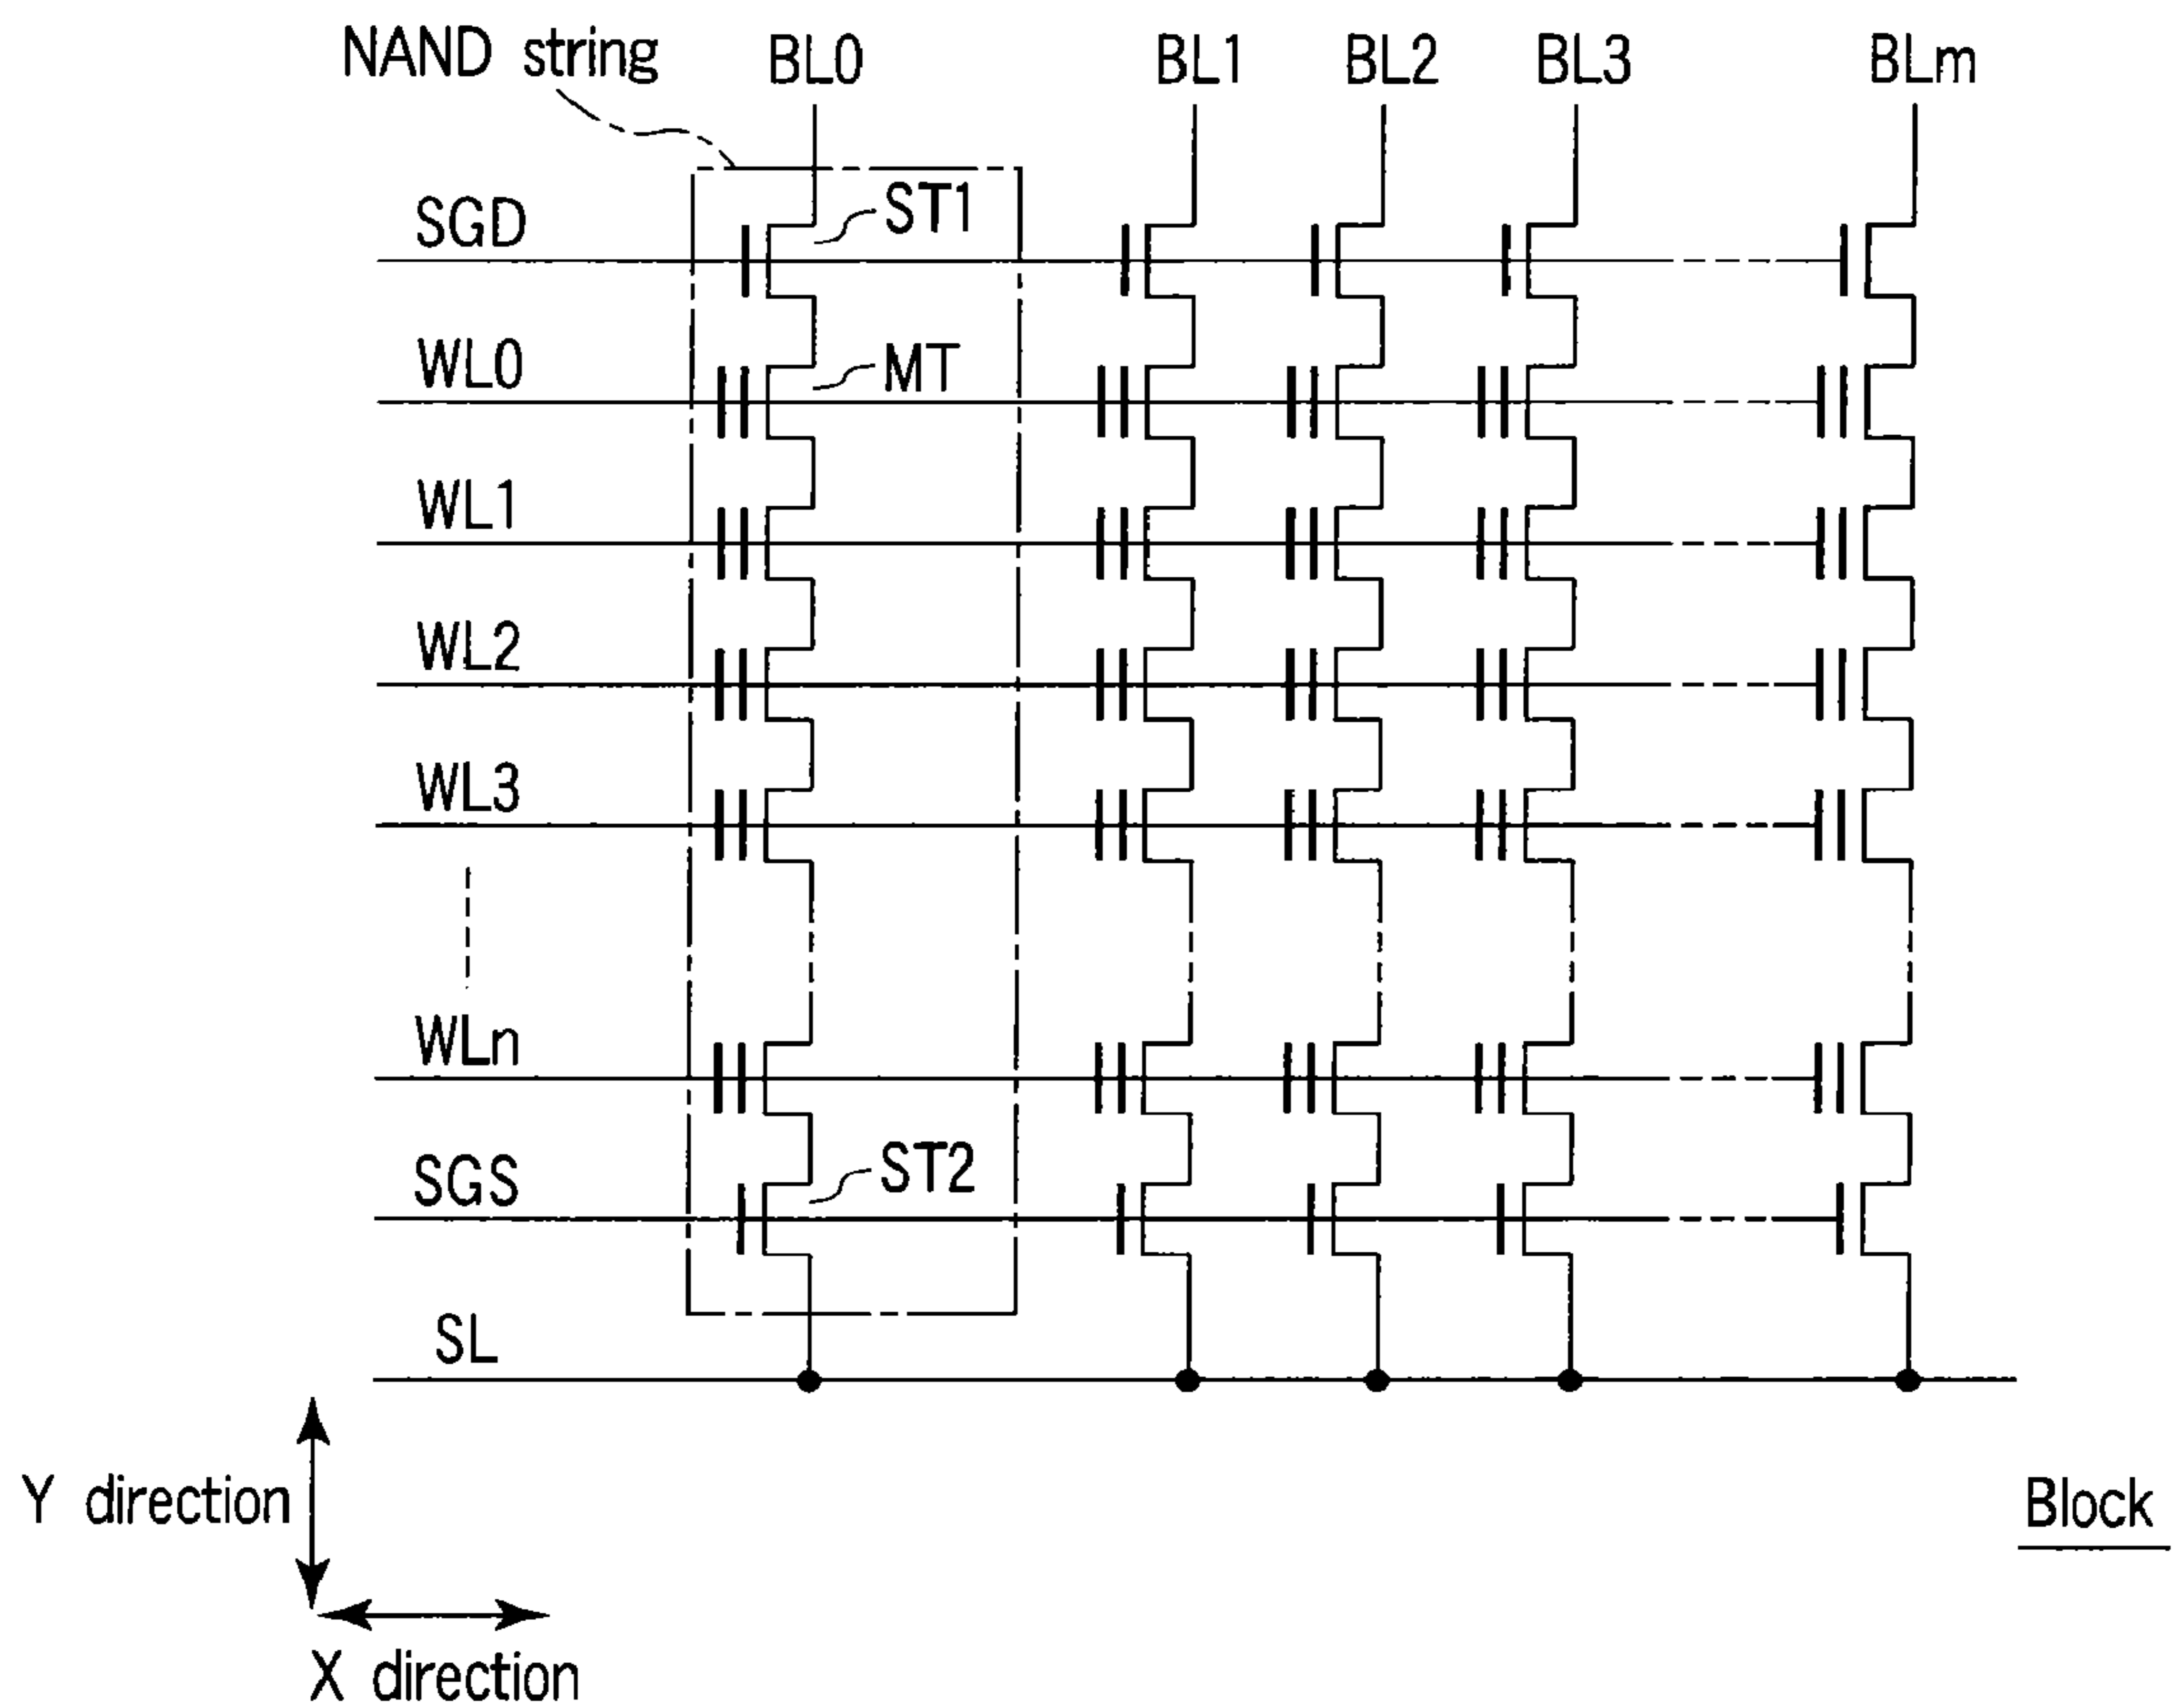 NAND string
BL0
BL1
BL2
BL3
BLm
SGD
ST1
WL0
MT
WL1
WL2
WL3
WLn
SGS
ST2
SL
Y direction
X direction
Block